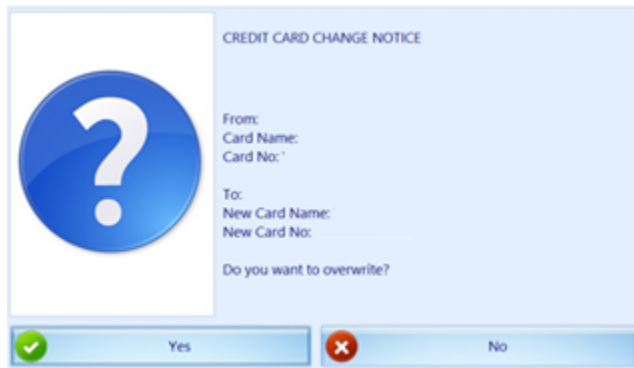 CREDIT CARD CHANGE NOTICE
From:
Card Name:
Card No: '
To:
New Card Name:
New Card No:
Do you want to overwrite?
Yes
No